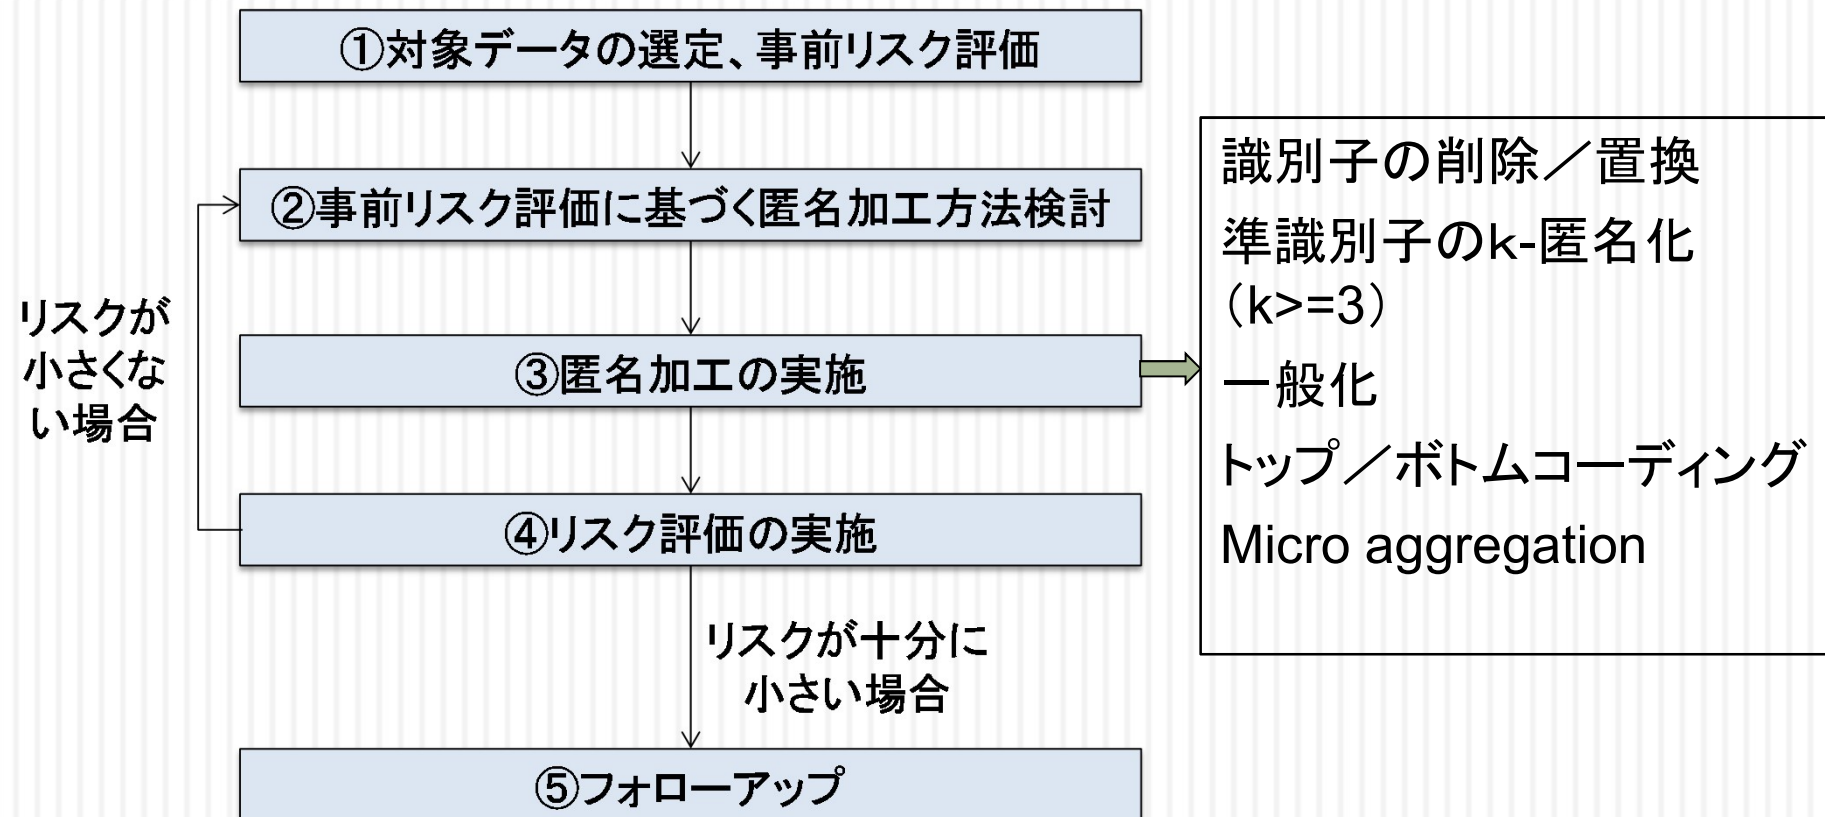 ①対象データの選定、事前リスク評価
②事前リスク評価に基づく匿名加工方法検討
リスクが
小さくな
い場合
③匿名加工の実施
識別子の削除／置換
準識別子のk-匿名化
（k>=3）
一般化
トップ／ボトムコーディング
Micro aggregation
④リスク評価の実施
リスクが十分に
小さい場合
⑤フォローアップ